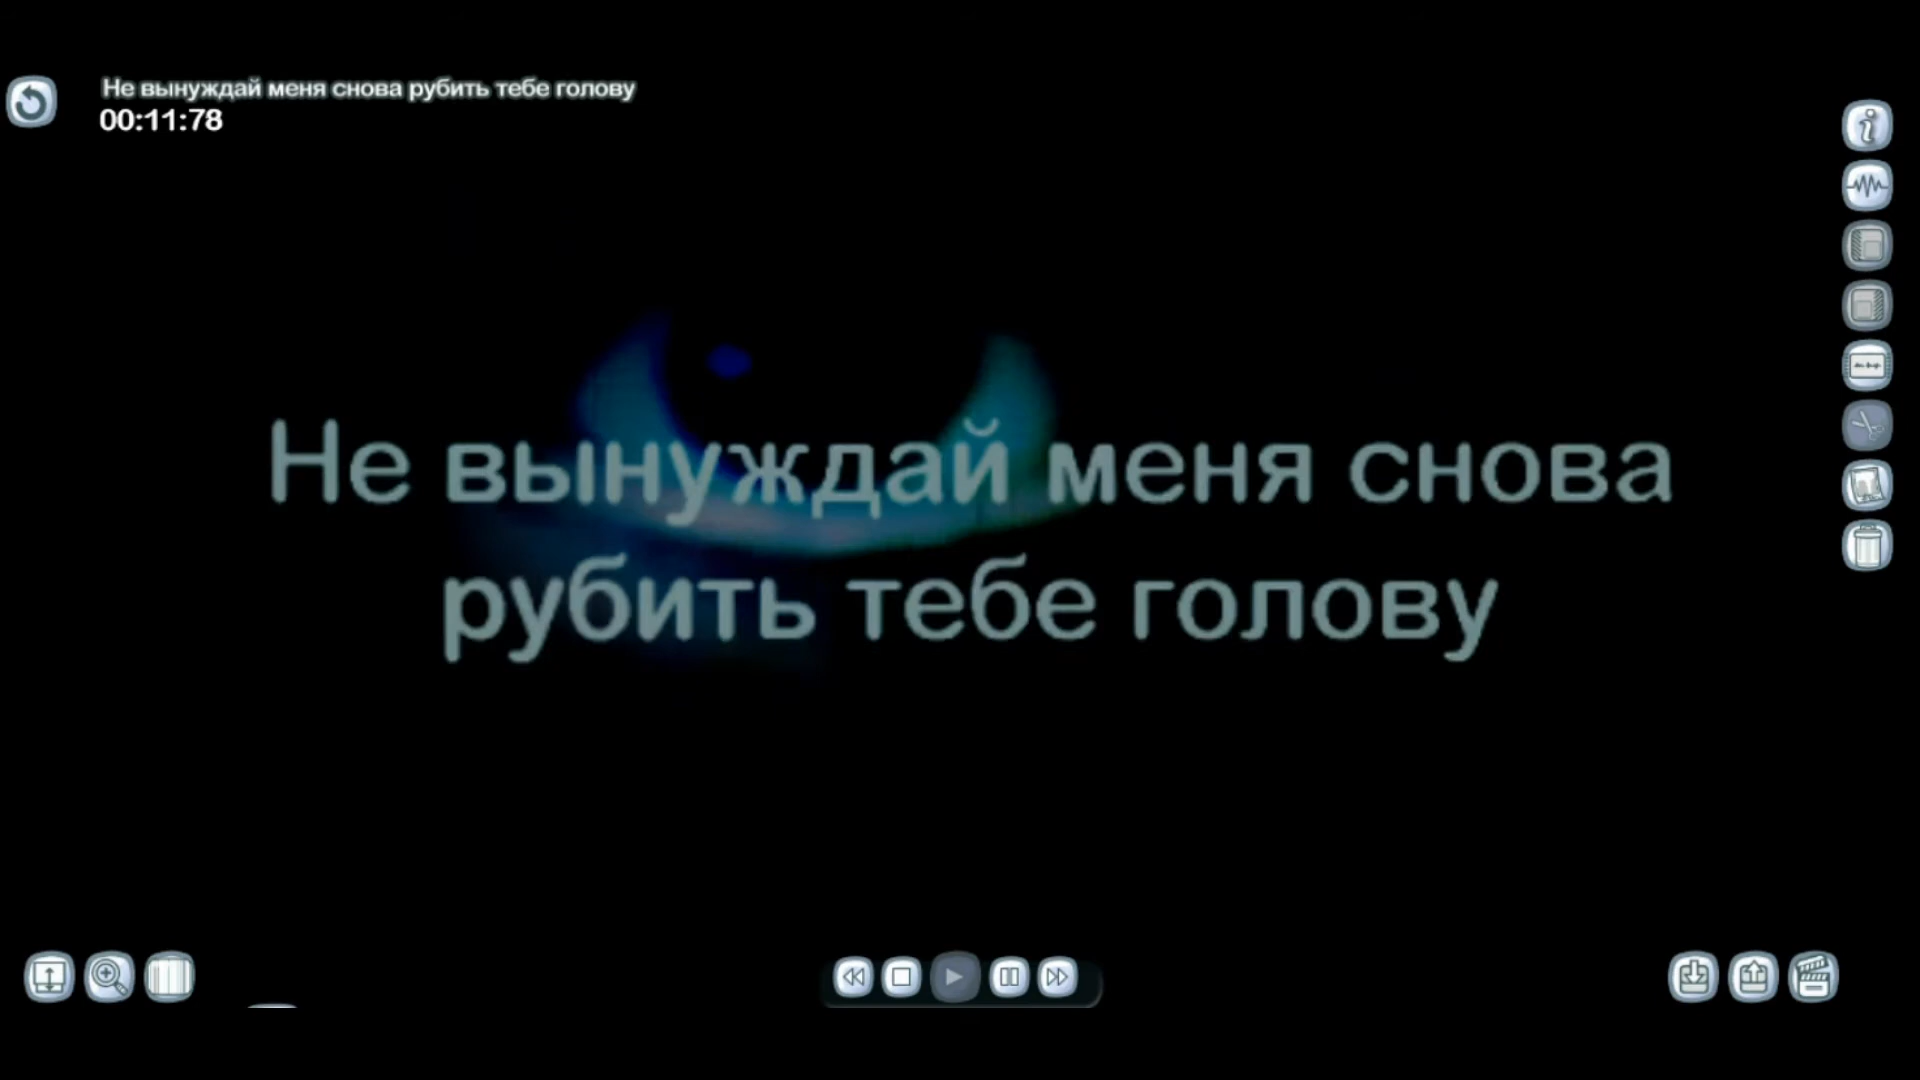 Не вынуждай меня снова рубить тебе голову
00:11:78
Не вынуждай меня снова
рубить тебе голову